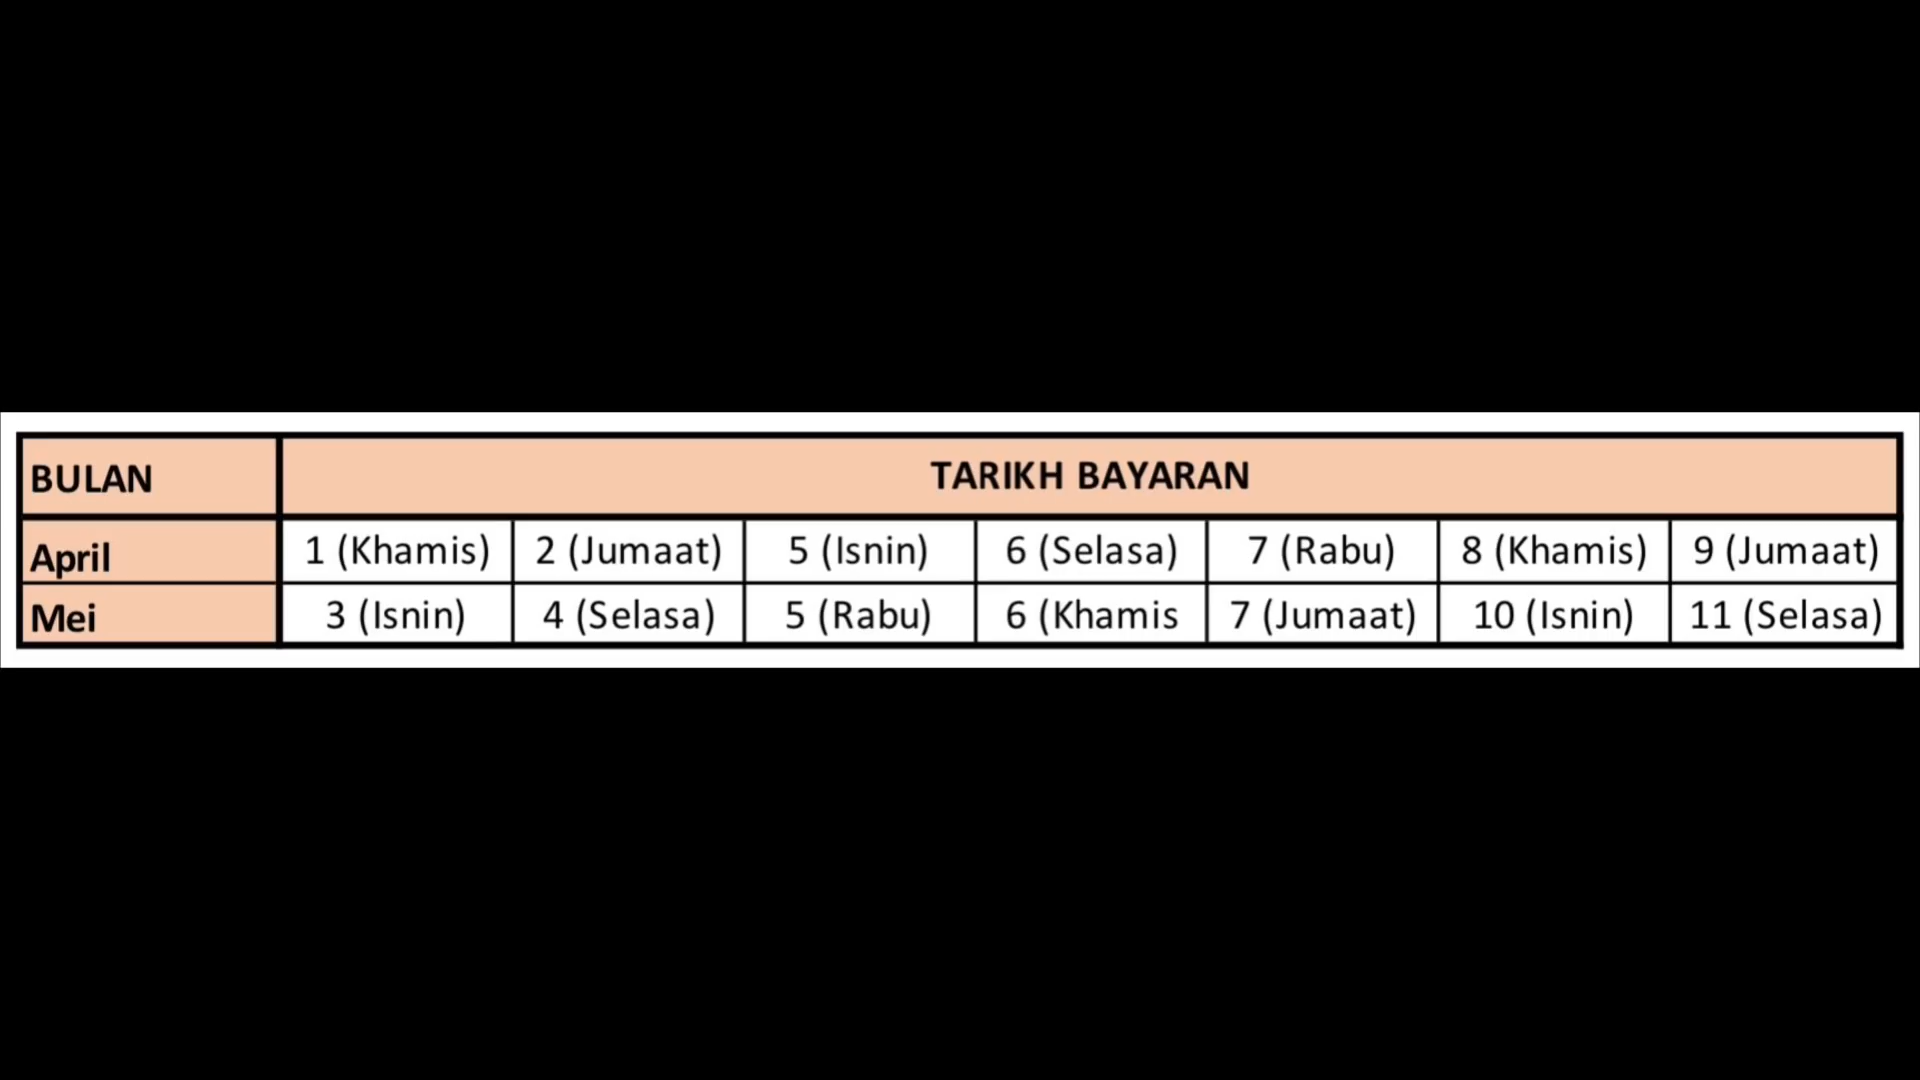 BULAN TARIKH BAYARAN
April 1 (Khamis) 2 (Jumaat) 5 (Isnin) 6 (Selasa) 7 (Rabu) 8 (Khamis) 9 (Jumaat)
Mei 3 (Isnin) 4 (Selasa) 5 (Rabu) 6 (Khamis 7 (Jumaat) 10 (Isnin) 11 (Selasa)